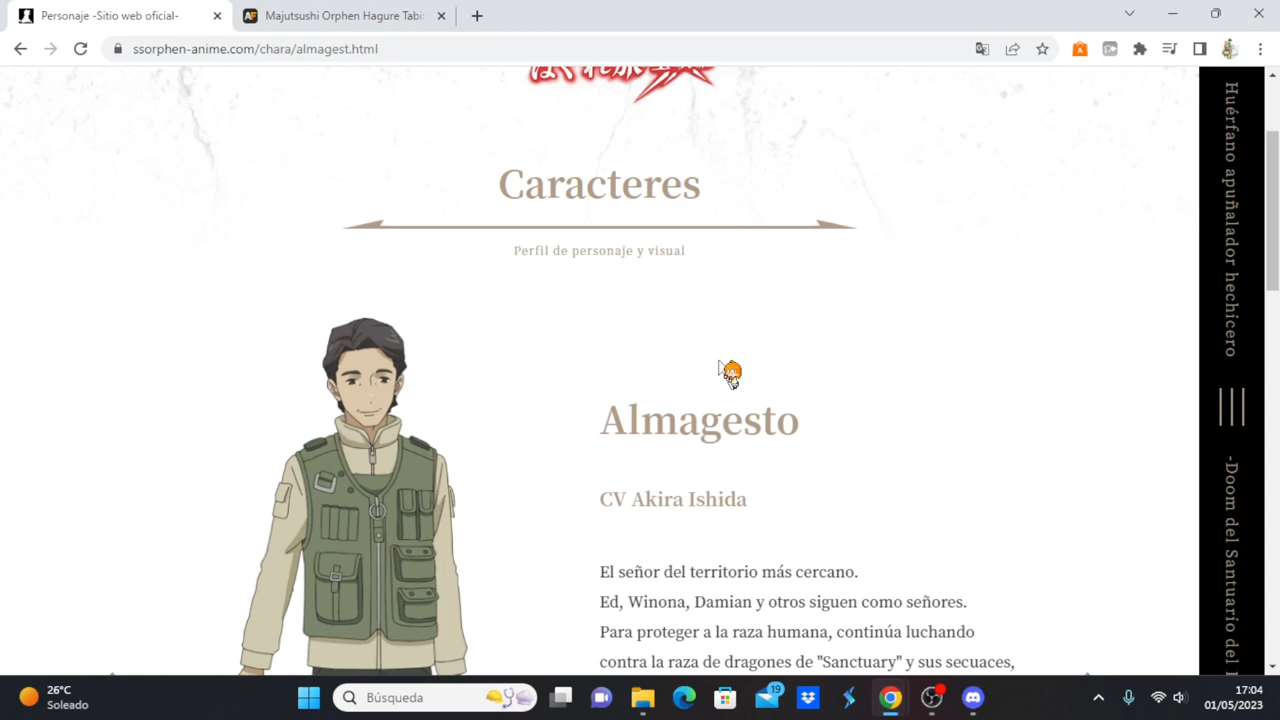 Personaje -Sitio web oficial-
Majutsushi Orphen Hagure Tabi:
ssorphen-anime.com/chara/almagest.html
Huérfano apuñalador hechicero
Caracteres
Perfil de personaje y visual
Almagesto
CV Akira Ishida
El señor del territorio más cercano.
Ed, Winona, Damian y otros siguen como señores.
Para proteger a la raza humana, continúa luchando
contra la raza de dragones de "Sanctuary" y sus secuaces,
-Doom del Santuario del
26°C
Soleado
Búsqueda
19
17:04
01/05/2023